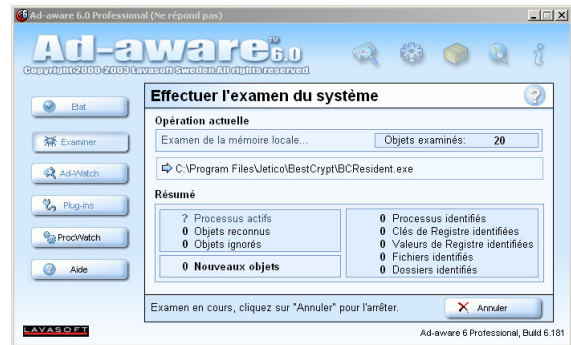 Ad-aware 6.0 Professional (Ne répond pas)
Ad-aware 6.0
TM
Copyright 2000-2003 Lavasoft Sweden. All rights reserved
Etat
Examiner
Ad-Watch
Plug-ins
ProcWatch
Aide
Effectuer l'examen du système
Opération actuelle
Examen de la mémoire locale...
Objets examinés: 20
C:\Program Files\Jetico\BestCrypt\BCResident.exe
Résumé
? Processus actifs
0 Objets reconnus
0 Objets ignorés
0 Nouveaux objets
0 Processus identifiés
0 Clés de Registre identifiées
0 Valeurs de Registre identifiées
0 Fichiers identifiés
0 Dossiers identifiés
Examen en cours, cliquez sur "Annuler" pour l'arrêter.
Annuler
LAVASOFT
Ad-aware 6 Professional, Build 6.181